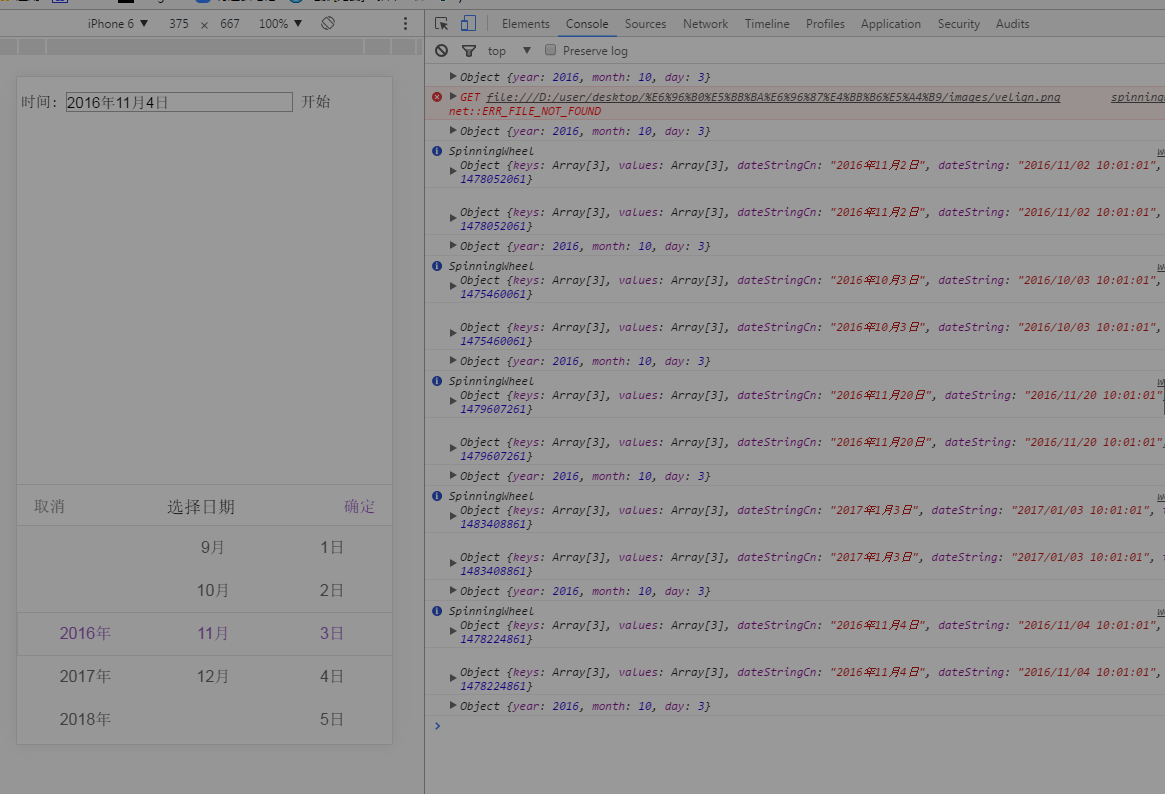 iPhone 6 ▼ 375 × 667 100% ▼
Elements Console Sources Network Timeline Profiles Application Security Audits
top ▼ Preserve log
时间: 2016年11月4日 开始
取消 选择日期 确定
9月 1日
10月 2日
2016年 11月 3日
2017年 12月 4日
2018年 5日
Object {year: 2016, month: 10, day: 3}
GET file:///D:/user/desktop/%E6%96%B0%E5%BB%BA%E6%96%87%E4%BB%B6%E5%A4%B9/images/velign.png spinning
net::ERR_FILE_NOT_FOUND
Object {year: 2016, month: 10, day: 3}
SpinningWheel
Object {keys: Array[3], values: Array[3], dateStringCn: "2016年11月2日", dateString: "2016/11/02 10:01:01",
1478052061}
Object {keys: Array[3], values: Array[3], dateStringCn: "2016年11月2日", dateString: "2016/11/02 10:01:01",
1478052061}
Object {year: 2016, month: 10, day: 3}
SpinningWheel
Object {keys: Array[3], values: Array[3], dateStringCn: "2016年10月3日", dateString: "2016/10/03 10:01:01",
1475460061}
Object {keys: Array[3], values: Array[3], dateStringCn: "2016年10月3日", dateString: "2016/10/03 10:01:01",
1475460061}
Object {year: 2016, month: 10, day: 3}
SpinningWheel
Object {keys: Array[3], values: Array[3], dateStringCn: "2016年11月20日", dateString: "2016/11/20 10:01:01"
1479607261}
Object {keys: Array[3], values: Array[3], dateStringCn: "2016年11月20日", dateString: "2016/11/20 10:01:01"
1479607261}
Object {year: 2016, month: 10, day: 3}
SpinningWheel
Object {keys: Array[3], values: Array[3], dateStringCn: "2017年1月3日", dateString: "2017/01/03 10:01:01",
1483408861}
Object {keys: Array[3], values: Array[3], dateStringCn: "2017年1月3日", dateString: "2017/01/03 10:01:01",
1483408861}
Object {year: 2016, month: 10, day: 3}
SpinningWheel
Object {keys: Array[3], values: Array[3], dateStringCn: "2016年11月4日", dateString: "2016/11/04 10:01:01",
1478224861}
Object {keys: Array[3], values: Array[3], dateStringCn: "2016年11月4日", dateString: "2016/11/04 10:01:01",
1478224861}
Object {year: 2016, month: 10, day: 3}